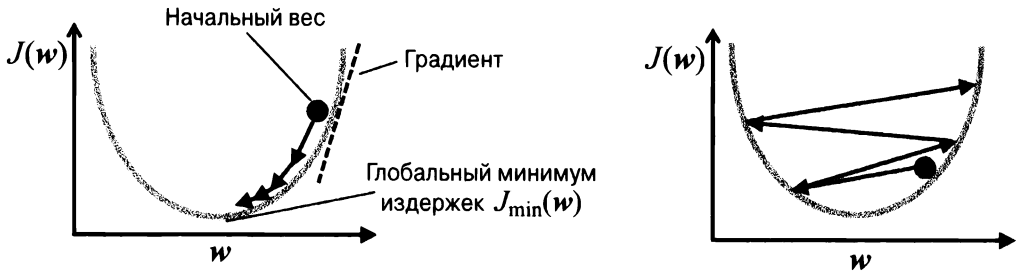 Начальный вес
J(w)
Градиент
Глобальный минимум
издержек Jmin(w)
w
J(w)
w